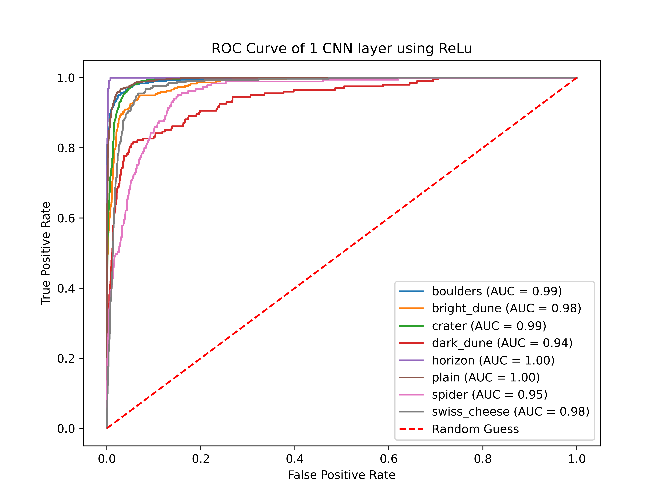 ROC Curve of 1 CNN layer using ReLu
1.0
0.8
0.6
0.4
0.2
0.0
True Positive Rate
0.0 0.2 0.4 0.6 0.8 1.0
False Positive Rate
boulders (AUC = 0.99)
bright_dune (AUC = 0.98)
crater (AUC = 0.99)
dark_dune (AUC = 0.94)
horizon (AUC = 1.00)
plain (AUC = 1.00)
spider (AUC = 0.95)
swiss_cheese (AUC = 0.98)
Random Guess